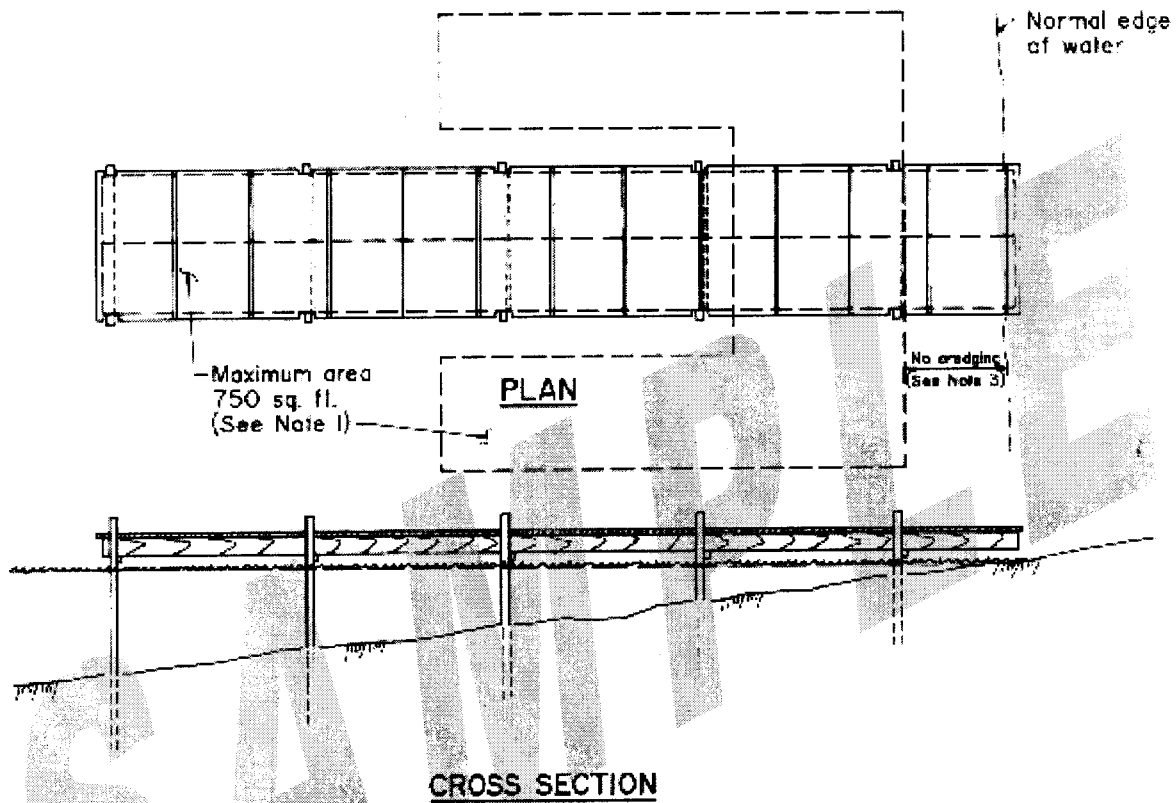 Normal edge
of water
Maximum area
750 sq. ft.
(See Note 1)
PLAN
No dredging
(See Note 3)
CROSS SECTION
SAMPLE